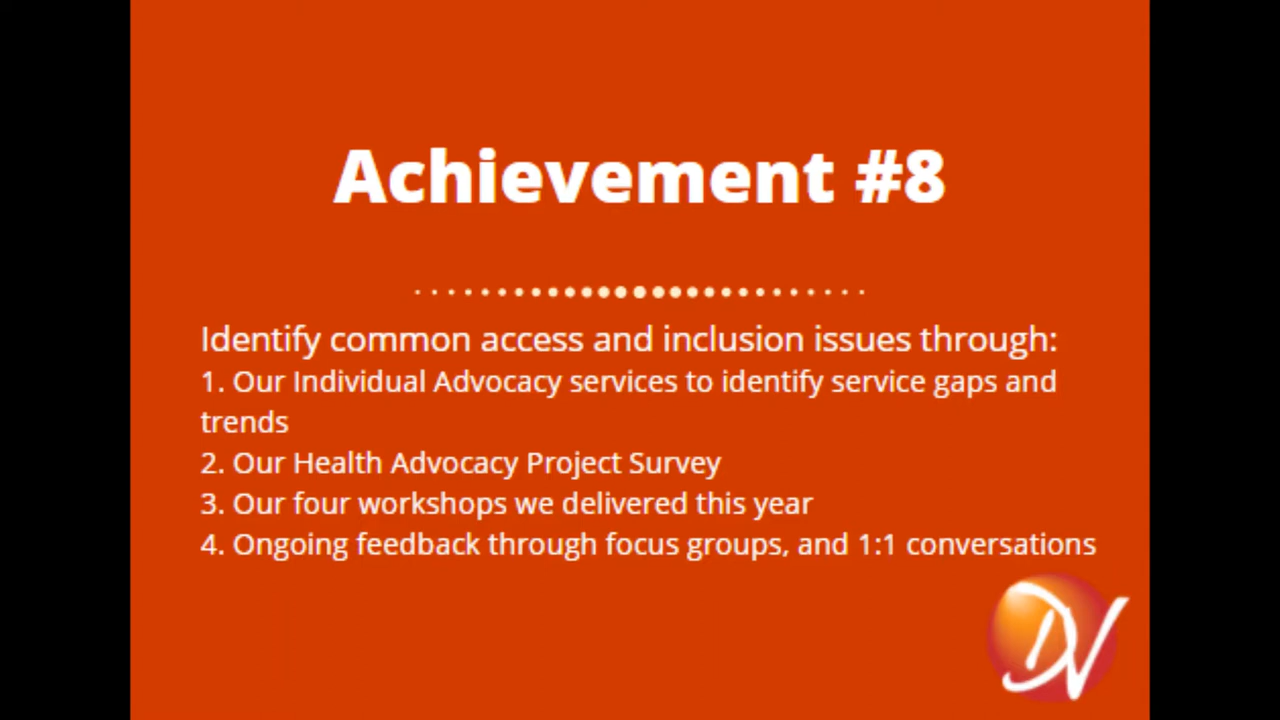 Achievement #8
Identify common access and inclusion issues through:
1. Our Individual Advocacy services to identify service gaps and
trends
2. Our Health Advocacy Project Survey
3. Our four workshops we delivered this year
4. Ongoing feedback through focus groups, and 1:1 conversations
DV